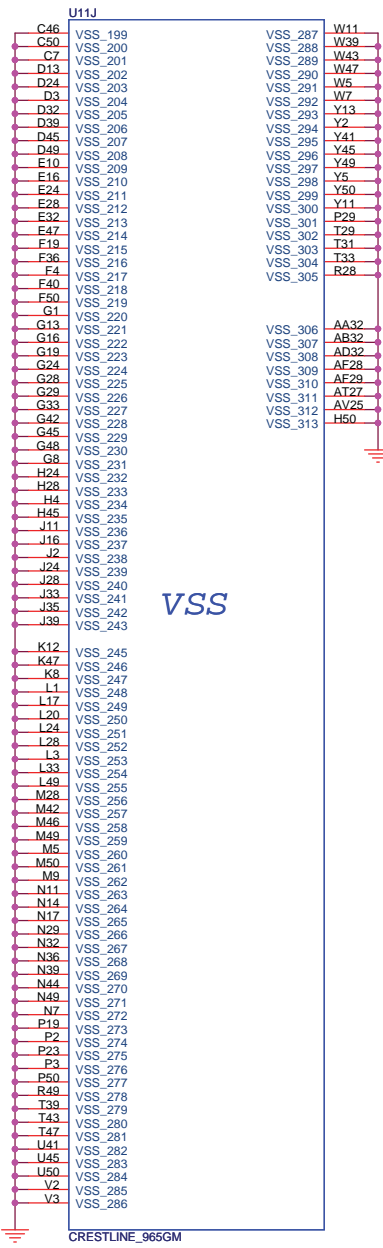 U11J
C46 VSS_199
C50 VSS_200
C7 VSS_201
D13 VSS_202
D24 VSS_203
D3 VSS_204
D32 VSS_205
D39 VSS_206
D45 VSS_207
D49 VSS_208
E10 VSS_209
E16 VSS_210
E24 VSS_211
E28 VSS_212
E32 VSS_213
E47 VSS_214
F19 VSS_215
F36 VSS_216
F4 VSS_217
F40 VSS_218
F50 VSS_219
G1 VSS_220
G13 VSS_221
G16 VSS_222
G19 VSS_223
G24 VSS_224
G28 VSS_225
G29 VSS_226
G33 VSS_227
G42 VSS_228
G45 VSS_229
G48 VSS_230
G8 VSS_231
H24 VSS_232
H28 VSS_233
H4 VSS_234
H45 VSS_235
J11 VSS_236
J16 VSS_237
J2 VSS_238
J24 VSS_239
J28 VSS_240
J33 VSS_241
J35 VSS_242
J39 VSS_243
K12 VSS_245
K47 VSS_246
K8 VSS_247
L1 VSS_248
L17 VSS_249
L20 VSS_250
L24 VSS_251
L28 VSS_252
L3 VSS_253
L33 VSS_254
L49 VSS_255
M28 VSS_256
M42 VSS_257
M46 VSS_258
M49 VSS_259
M5 VSS_260
M50 VSS_261
M9 VSS_262
N11 VSS_263
N14 VSS_264
N17 VSS_265
N29 VSS_266
N32 VSS_267
N36 VSS_268
N39 VSS_269
N44 VSS_270
N49 VSS_271
N7 VSS_272
P19 VSS_273
P2 VSS_274
P23 VSS_275
P3 VSS_276
P50 VSS_277
R49 VSS_278
T39 VSS_279
T43 VSS_280
T47 VSS_281
U41 VSS_282
U45 VSS_283
U50 VSS_284
V2 VSS_285
V3 VSS_286
VSS
VSS_287 W11
VSS_288 W39
VSS_289 W43
VSS_290 W47
VSS_291 W5
VSS_292 W7
VSS_293 Y13
VSS_294 Y2
VSS_295 Y41
VSS_296 Y45
VSS_297 Y49
VSS_298 Y5
VSS_299 Y50
VSS_300 Y11
VSS_301 P29
VSS_302 T29
VSS_303 T31
VSS_304 T33
VSS_305 R28
VSS_306 AA32
VSS_307 AB32
VSS_308 AD32
VSS_309 AF28
VSS_310 AF29
VSS_311 AT27
VSS_312 AV25
VSS_313 H50
CRESTLINE_965GM